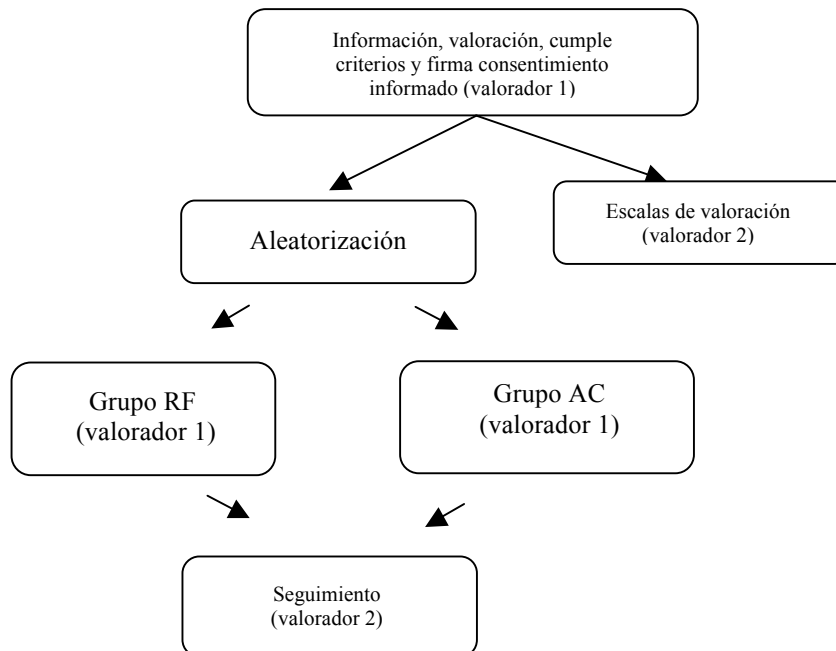 Información, valoración, cumple
criterios y firma consentimiento
informado (valorador 1)
Escalas de valoración
(valorador 2)
Aleatorización
Grupo RF
(valorador 1)
Grupo AC
(valorador 1)
Seguimiento
(valorador 2)